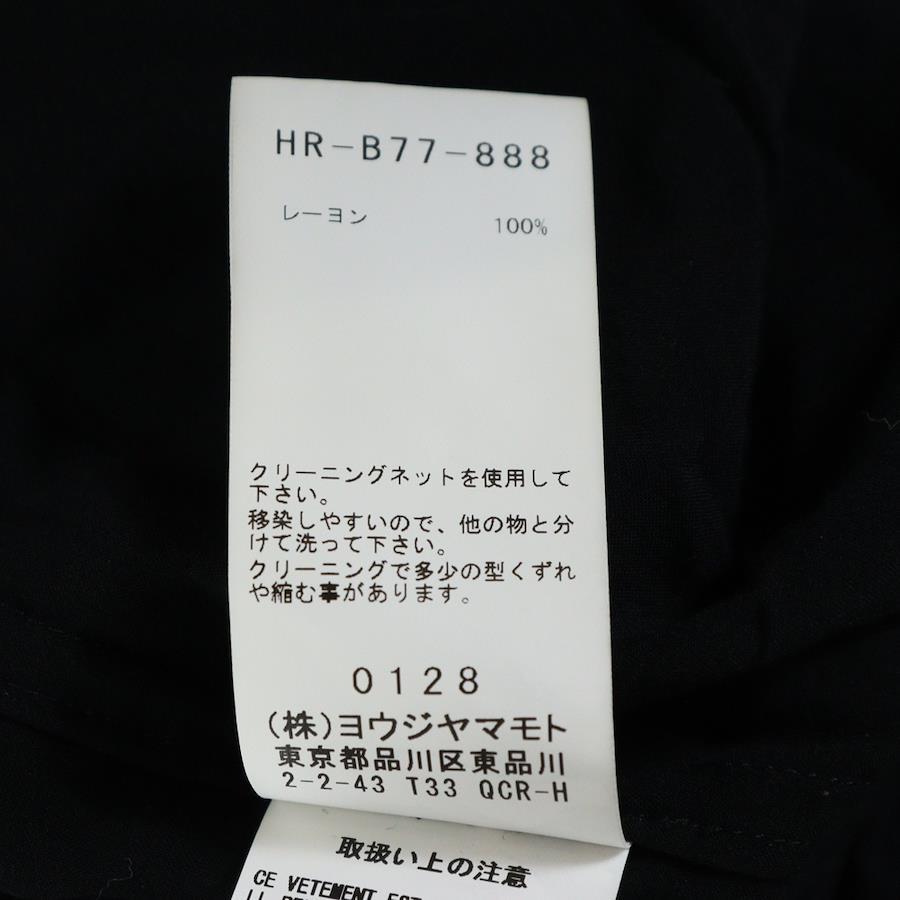 HR-B77-888
レーヨン 100%
クリーニングネットを使用して
下さい。
移染しやすいので、他の物と分
けて洗って下さい。
クリーニングで多少の型くずれ
や縮む事があります。
0128
(株)ヨウジヤマモト
東京都品川区東品川
2-2-43 T33 QCR-H
取扱い上の注意
CE VETEMENT EST